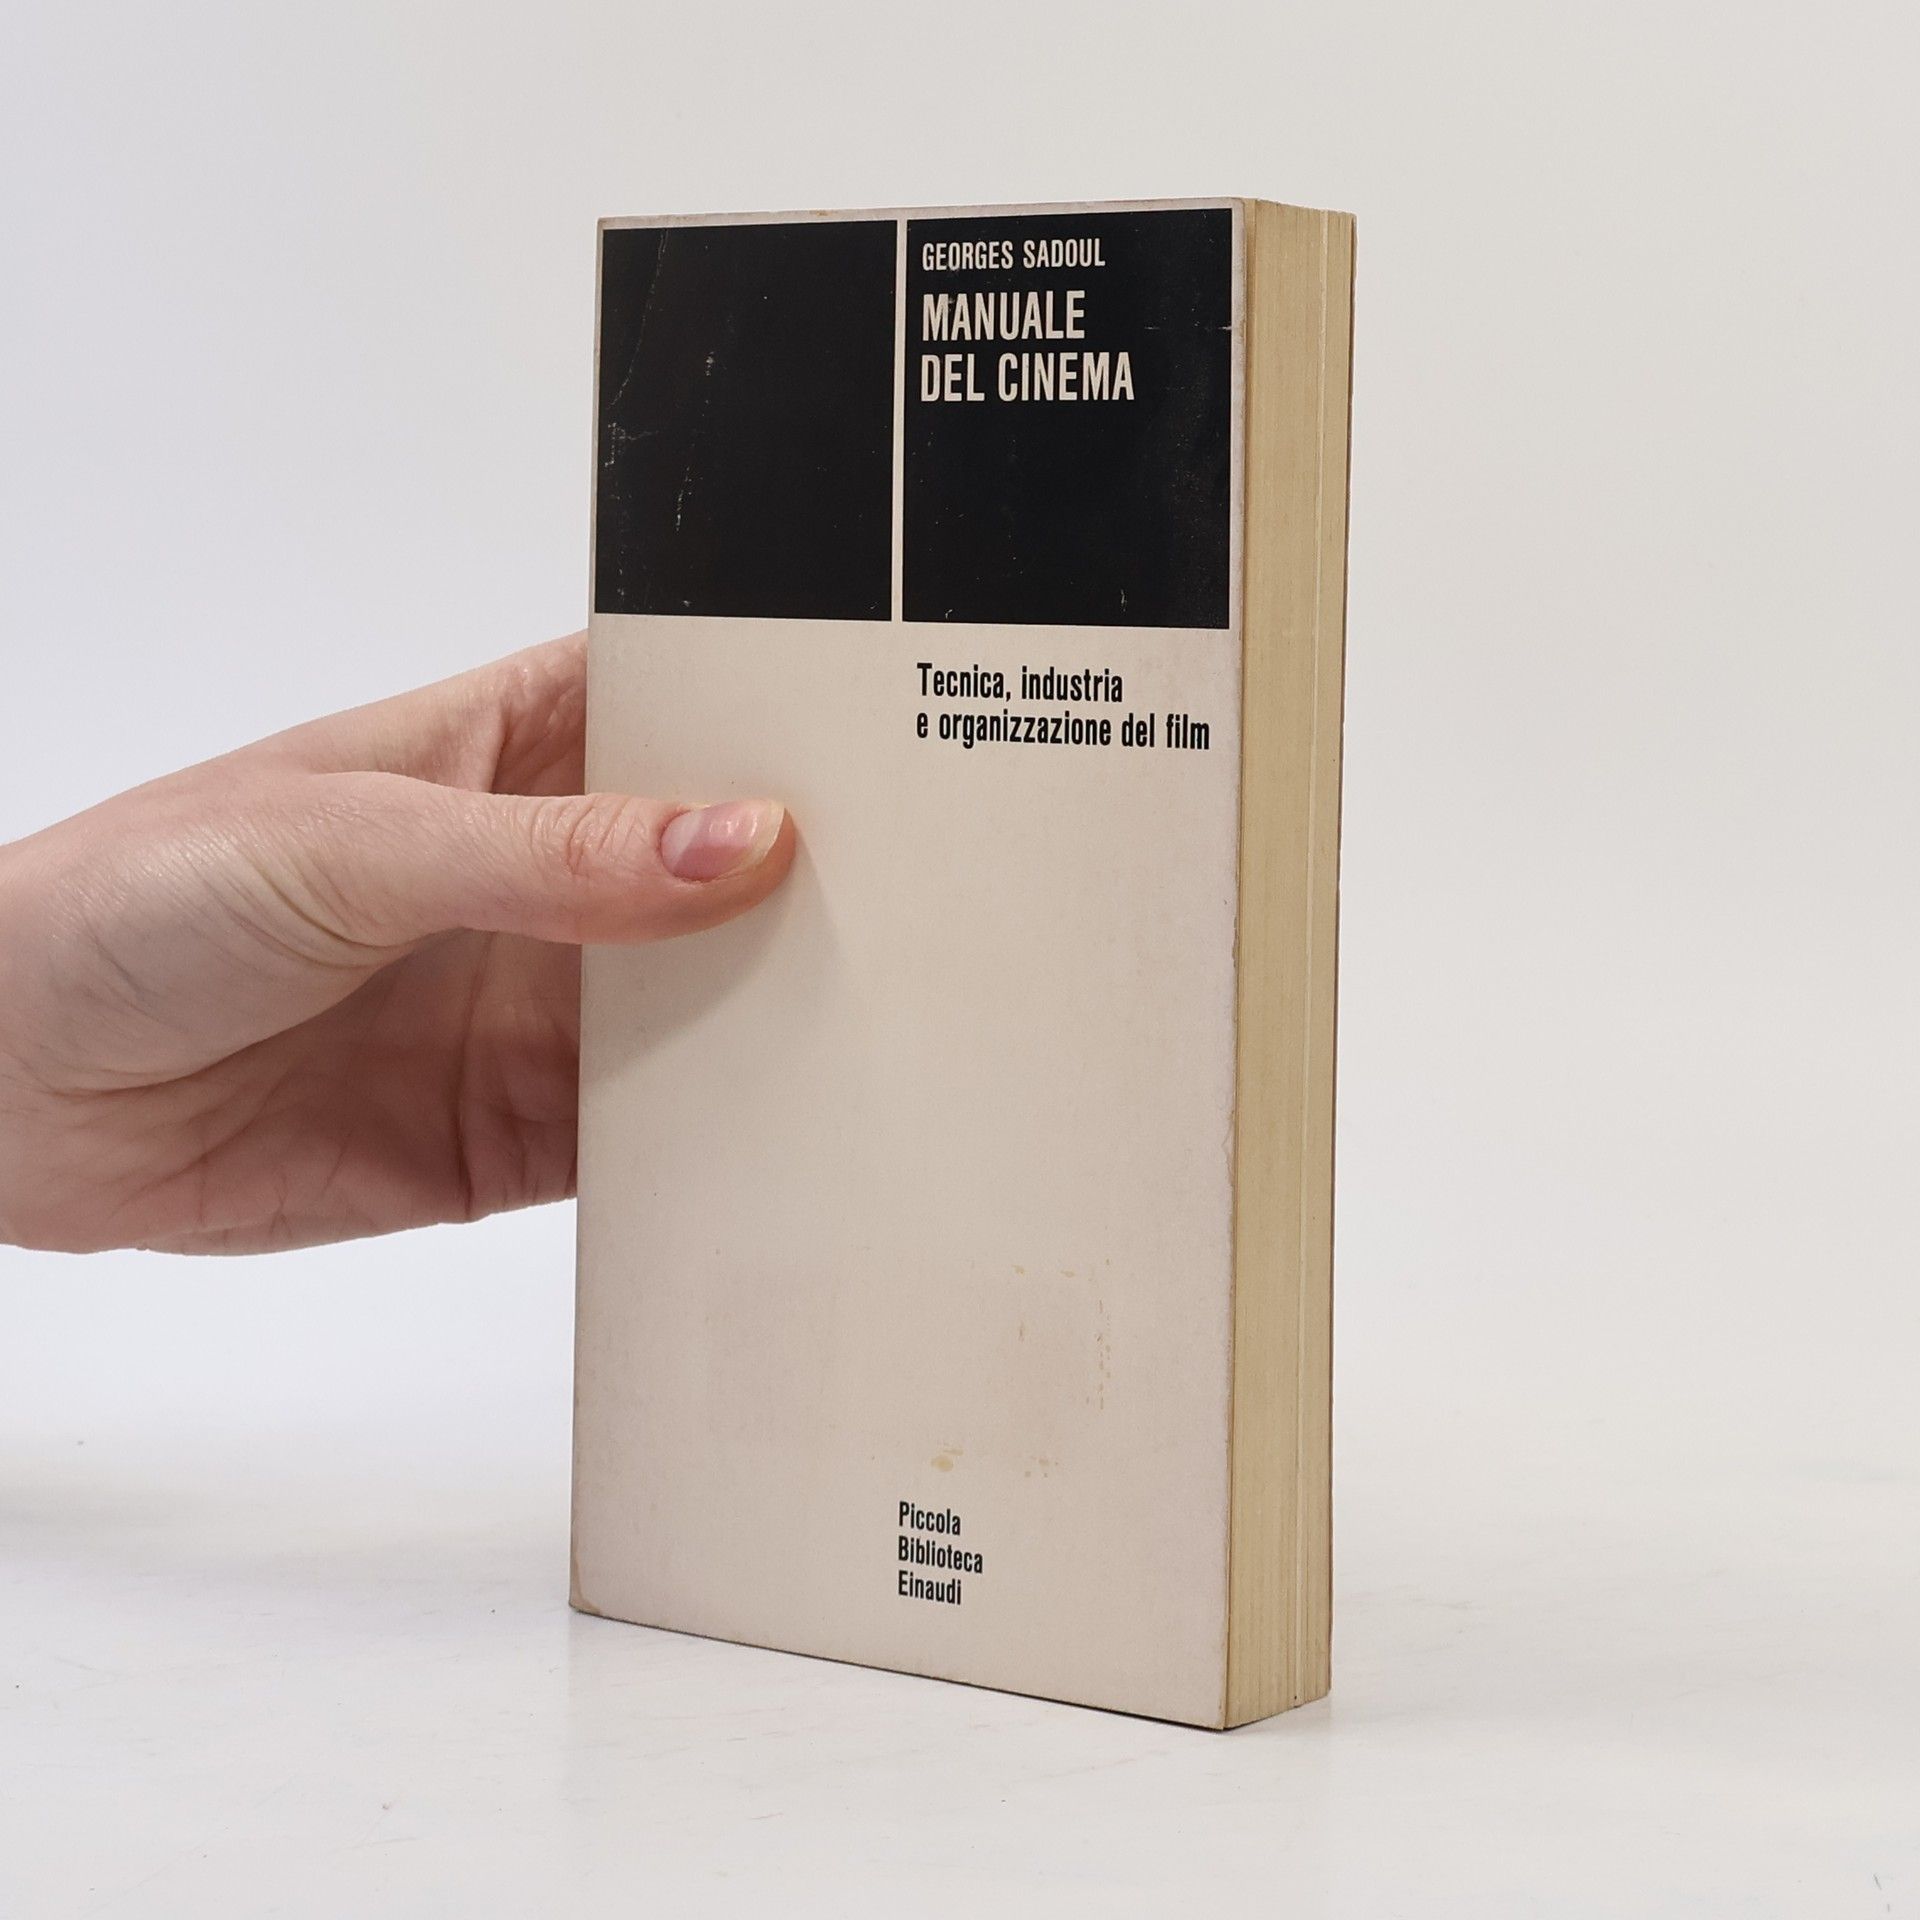 GEORGES SADOUL
MANUALE
DEL CINEMA
Tecnica, industria
e organizzazione del film
Piccola
Biblioteca
Einaudi